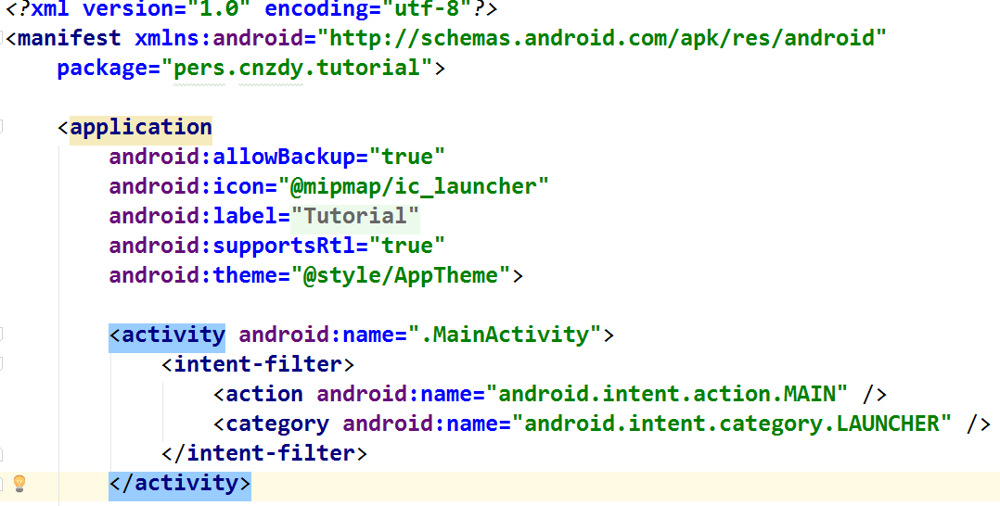 <?xml version="1.0" encoding="utf-8"?>
<manifest xmlns:android="http://schemas.android.com/apk/res/android"
    package="pers.cnzdy.tutorial">

    <application
        android:allowBackup="true"
        android:icon="@mipmap/ic_launcher"
        android:label="Tutorial"
        android:supportsRtl="true"
        android:theme="@style/AppTheme">

        <activity android:name=".MainActivity">
            <intent-filter>
                <action android:name="android.intent.action.MAIN" />
                <category android:name="android.intent.category.LAUNCHER" />
            </intent-filter>
        </activity>